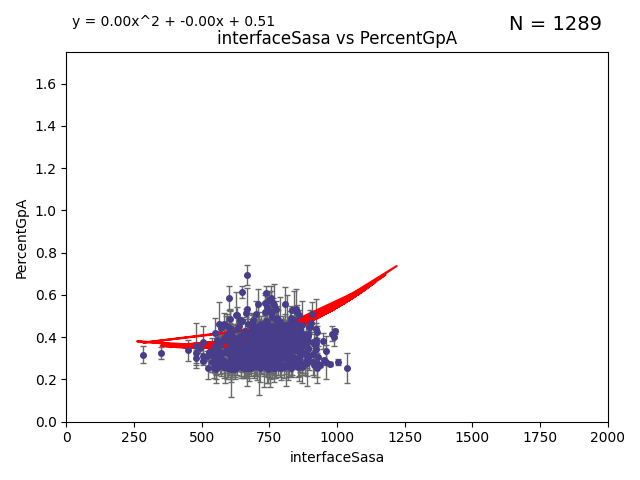 y = 0.00x^2 + -0.00x + 0.51
N = 1289
interfaceSasa vs PercentGpA
PercentGpA
1.6
1.4
1.2
1.0
0.8
0.6
0.4
0.2
0.0
0 250 500 750 1000 1250 1500 1750 2000
interfaceSasa